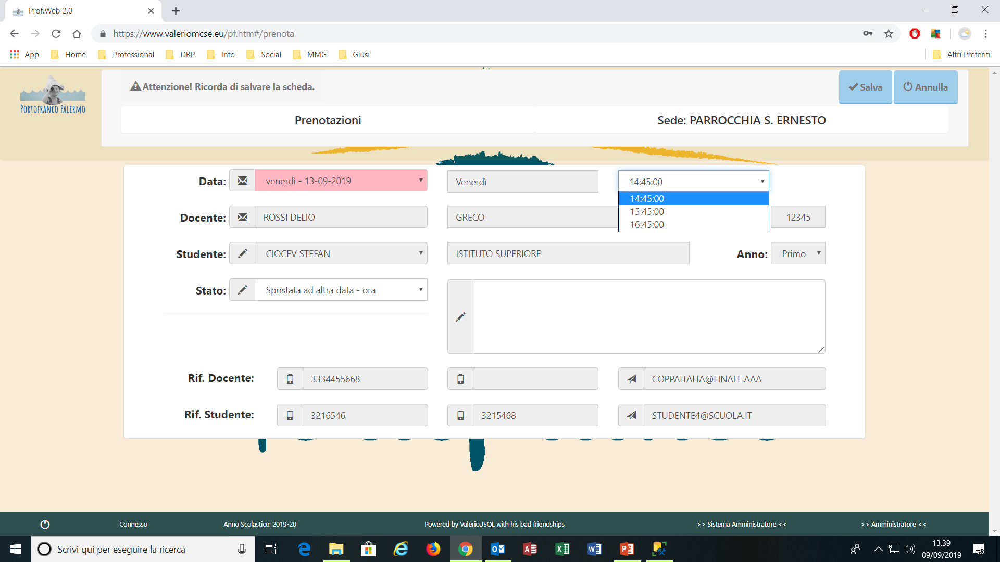 Prof.Web 2.0
https://www.valeriomcse.eu/pf.htm#/prenota
App Home Professional DRP Info Social MMG Giusi Altri Preferiti
PORTOFRANCO PALERMO
Attenzione! Ricorda di salvare la scheda.
Salva Annulla
Prenotazioni Sede: PARROCCHIA S. ERNESTO
Data: venerdì - 13-09-2019 Venerdì 14:45:00
14:45:00
15:45:00
16:45:00
Docente: ROSSI DELIO GRECO 12345
Studente: CIOCEV STEFAN ISTITUTO SUPERIORE Anno: Primo
Stato: Spostata ad altra data - ora
Rif. Docente: 3334455668 COPPAITALIA@FINALE.AAA
Rif. Studente: 3216546 3215468 STUDENTE4@SCUOLA.IT
Connesso Anno Scolastico: 2019-20 Powered by ValerioJSQL with his bad friendships >> Sistema Amministratore << >> Amministratore <<
Scrivi qui per eseguire la ricerca
13.39
09/09/2019